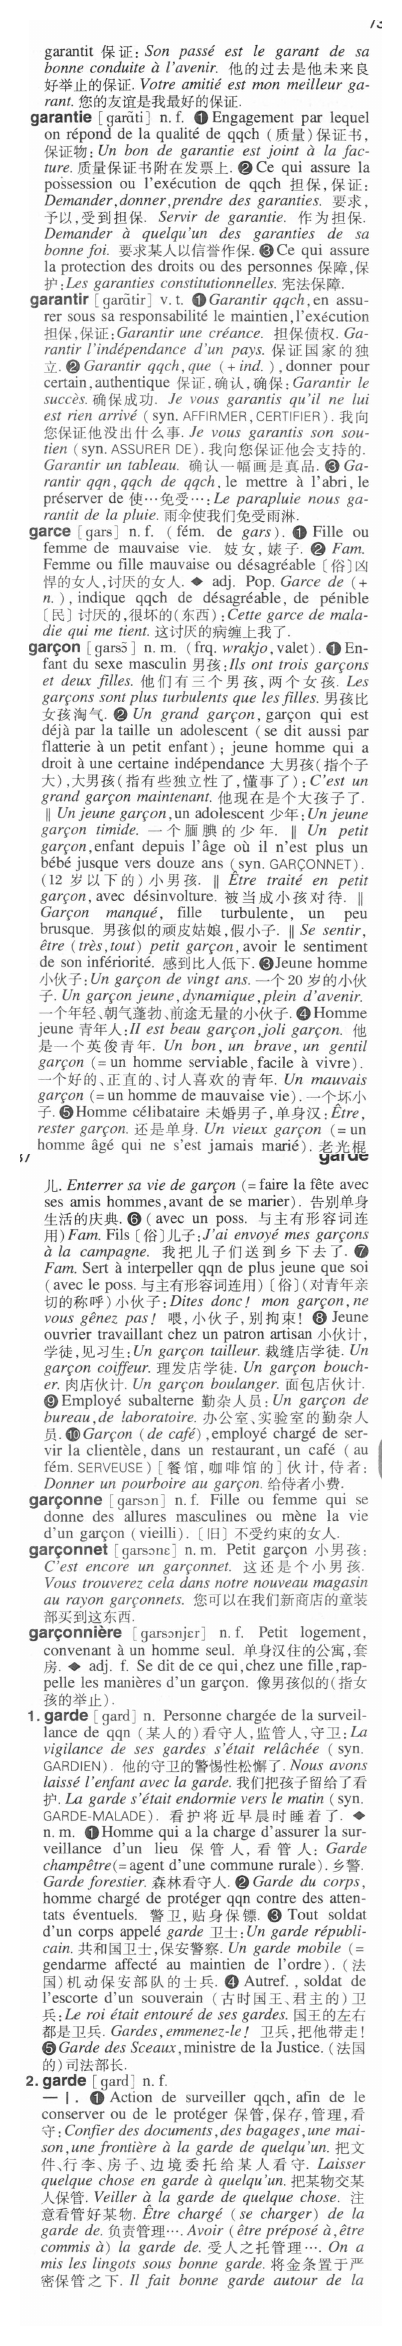 garantit 保证: Son passé est le garant de sa
bonne conduite à l'avenir. 他的过去是他未来良
好举止的保证. Votre amitié est mon meilleur ga-
rant. 您的友谊是我最好的保证.
garantie [garɑ̃ti] n. f. ❶ Engagement par lequel
on répond de la qualité de qqch (质量)保证书,
保证物: Un bon de garantie est joint à la fac-
ture. 质量保证书附在发票上. ❷ Ce qui assure la
possession ou l'exécution de qqch 担保,保证:
Demander, donner, prendre des garanties. 要求,
予以,受到担保. Servir de garantie. 作为担保.
Demander à quelqu'un des garanties de sa
bonne foi. 要求某人以信誉作保. ❸ Ce qui assure
la protection des droits ou des personnes 保障,保
护: Les garanties constitutionnelles. 宪法保障.
garantir [garɑ̃tir] v. t. ❶ Garantir qqch, en assu-
rer sous sa responsabilité le maintien, l'exécution
担保,保证: Garantir une créance. 担保债权. Ga-
rantir l'indépendance d'un pays. 保证国家的独
立. ❷ Garantir qqch, que (+ ind.), donner pour
certain, authentique 保证,确认,确保: Garantir le
succès. 确保成功. Je vous garantis qu'il ne lui
est rien arrivé (syn. AFFIRMER, CERTIFIER). 我向
您保证他没出什么事. Je vous garantis son sou-
tien (syn. ASSURER DE). 我向您保证他会支持的.
Garantir un tableau. 确认一幅画是真品. ❸ Ga-
rantir qqn, qqch de qqch, le mettre à l'abri, le
préserver de 使…免受…: Le parapluie nous ga-
rantit de la pluie. 雨伞使我们免受雨淋.
garce [gars] n. f. (fém. de gars). ❶ Fille ou
femme de mauvaise vie. 妓女,婊子. ❷ Fam.
Femme ou fille mauvaise ou désagréable [俗]凶
悍的女人,讨厌的女人. ◆ adj. Pop. Garce de (+
n.), indique qqch de désagréable, de pénible
[民] 讨厌的,很坏的(东西): Cette garce de mala-
die qui me tient. 这讨厌的病缠上我了.
garçon [garsɔ̃] n. m. (frq. wrakjo, valet). ❶ En-
fant du sexe masculin 男孩: Ils ont trois garçons
et deux filles. 他们有三个男孩,两个女孩. Les
garçons sont plus turbulents que les filles. 男孩比
女孩淘气. ❷ Un grand garçon, garçon qui est
déjà par la taille un adolescent (se dit aussi par
flatterie à un petit enfant); jeune homme qui a
droit à une certaine indépendance 大男孩(指个子
大),大男孩(指有些独立性了,懂事了): C'est un
grand garçon maintenant. 他现在是个大孩子了.
‖ Un jeune garçon, un adolescent 少年: Un jeune
garçon timide. 一个腼腆的少年. ‖ Un petit
garçon, enfant depuis l'âge où il n'est plus un
bébé jusque vers douze ans (syn. GARÇONNET).
(12 岁以下的)小男孩. ‖ Être traité en petit
garçon, avec désinvolture. 被当成小孩对待. ‖
Garçon manqué, fille turbulente, un peu
brusque. 男孩似的顽皮姑娘,假小子. ‖ Se sentir,
être (très, tout) petit garçon, avoir le sentiment
de son infériorité. 感到比人低下. ❸ Jeune homme
小伙子: Un garçon de vingt ans. 一个 20 岁的小伙
子. Un garçon jeune, dynamique, plein d'avenir.
一个年轻、朝气蓬勃、前途无量的小伙子. ❹ Homme
jeune 青年人: Il est beau garçon, joli garçon. 他
是一个英俊青年. Un bon, un brave, un gentil
garçon (= un homme serviable, facile à vivre).
一个好的、正直的、讨人喜欢的青年. Un mauvais
garçon (= un homme de mauvaise vie). 一个坏小
子. ❺ Homme célibataire 未婚男子,单身汉: Être,
rester garçon. 还是单身. Un vieux garçon (= un
homme âgé qui ne s'est jamais marié). 老光棍
garde
儿. Enterrer sa vie de garçon (= faire la fête avec
ses amis hommes, avant de se marier). 告别单身
生活的庆典. ❻ (avec un poss. 与主有形容词连
用) Fam. Fils [俗]儿子: J'ai envoyé mes garçons
à la campagne. 我把儿子们送到乡下去了. ❼
Fam. Sert à interpeller qqn de plus jeune que soi
(avec le poss. 与主有形容词连用) [俗](对青年亲
切的称呼)小伙子: Dites donc! mon garçon, ne
vous gênez pas! 喂,小伙子,别拘束! ❽ Jeune
ouvrier travaillant chez un patron artisan 小伙计,
学徒,见习生: Un garçon tailleur. 裁缝店学徒. Un
garçon coiffeur. 理发店学徒. Un garçon bouch-
er. 肉店伙计. Un garçon boulanger. 面包店伙计.
❾ Employé subalterne 勤杂人员: Un garçon de
bureau, de laboratoire. 办公室、实验室的勤杂人
员. ❿ Garçon (de café), employé chargé de ser-
vir la clientèle, dans un restaurant, un café (au
fém. SERVEUSE) [餐馆,咖啡馆的]伙计,侍者:
Donner un pourboire au garçon. 给侍者小费.
garçonne [garsɔn] n. f. Fille ou femme qui se
donne des allures masculines ou mène la vie
d'un garçon (vieilli). [旧] 不受约束的女人.
garçonnet [garsɔnɛ] n. m. Petit garçon 小男孩:
C'est encore un garçonnet. 这还是个小男孩.
Vous trouverez cela dans notre nouveau magasin
au rayon garçonnets. 您可以在我们新商店的童装
部买到这东西.
garçonnière [garsɔnjɛr] n. f. Petit logement,
convenant à un homme seul. 单身汉住的公寓,套
房. ◆ adj. f. Se dit de ce qui, chez une fille, rap-
pelle les manières d'un garçon. 像男孩似的(指女
孩的举止).
1. garde [gard] n. Personne chargée de la surveil-
lance de qqn (某人的)看守人,监管人,守卫: La
vigilance de ses gardes s'était relâchée (syn.
GARDIEN). 他的守卫的警惕性松懈了. Nous avons
laissé l'enfant avec la garde. 我们把孩子留给了看
护. La garde s'était endormie vers le matin (syn.
GARDE-MALADE). 看护将近早晨时睡着了. ◆
n. m. ❶ Homme qui a la charge d'assurer la sur-
veillance d'un lieu 保管人,看管人: Garde
champêtre (= agent d'une commune rurale). 乡警.
Garde forestier. 森林看守人. ❷ Garde du corps,
homme chargé de protéger qqn contre des atten-
tats éventuels. 警卫,贴身保镖. ❸ Tout soldat
d'un corps appelé garde 卫士: Un garde républi-
cain. 共和国卫士,保安警察. Un garde mobile (=
gendarme affecté au maintien de l'ordre). (法
国)机动保安部队的士兵. ❹ Autref., soldat de
l'escorte d'un souverain (古时国王、君主的)卫
兵: Le roi était entouré de ses gardes. 国王的左右
都是卫兵. Gardes, emmenez-le! 卫兵,把他带走!
❺ Garde des Sceaux, ministre de la Justice. (法国
的)司法部长.
2. garde [gard] n. f.
— I. ❶ Action de surveiller qqch, afin de le
conserver ou de le protéger 保管,保存,管理,看
守: Confier des documents, des bagages, une mai-
son, une frontière à la garde de quelqu'un. 把文
件、行李、房子、边境委托给某人看守. Laisser
quelque chose en garde à quelqu'un. 把某物交某
人保管. Veiller à la garde de quelque chose. 注
意看管好某物. Être chargé (se charger) de la
garde de. 负责管理…. Avoir (être préposé à, être
commis à) la garde de. 受人之托管理…. On a
mis les lingots sous bonne garde. 将金条置于严
密保管之下. Il fait bonne garde autour de la